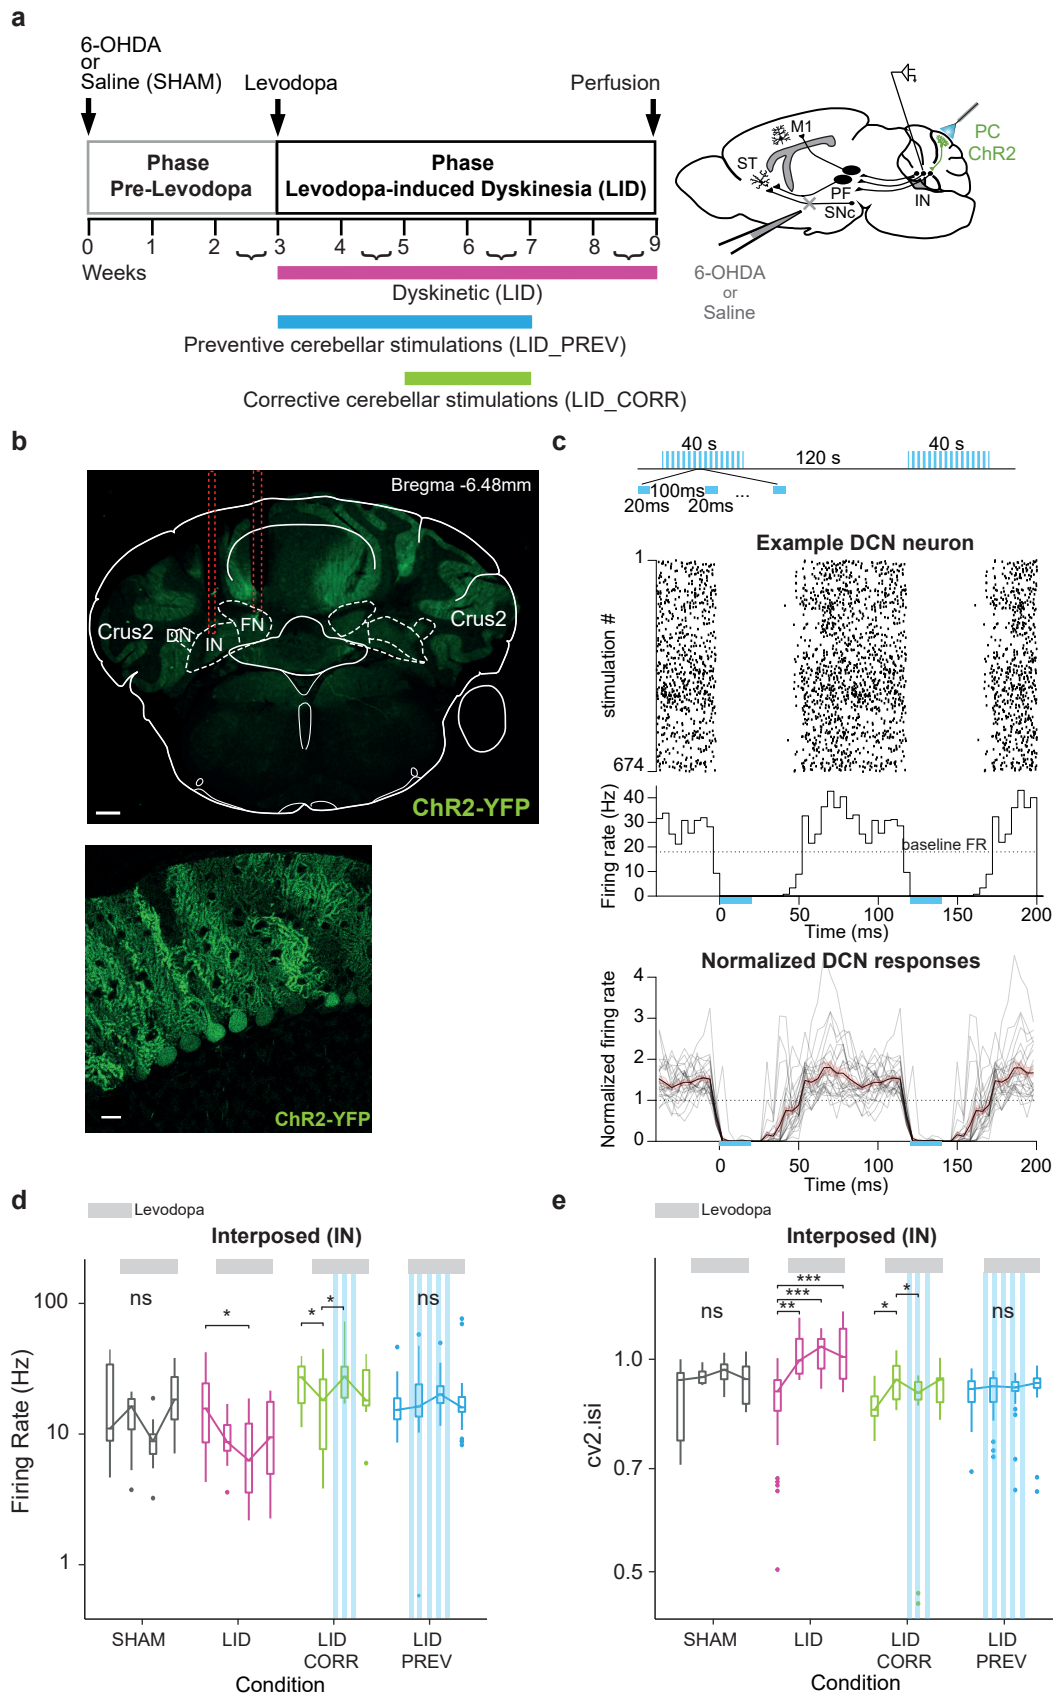 a
6-OHDA
or
Saline (SHAM)
Levodopa
Perfusion
Phase
Pre-Levodopa
Phase
Levodopa-induced Dyskinesia (LID)
0 1 2 3 4 5 6 7 8 9
Weeks
Dyskinetic (LID)
Preventive cerebellar stimulations (LID_PREV)
Corrective cerebellar stimulations (LID_CORR)
M1
ST
PF
SNc
IN
PC
ChR2
6-OHDA
or
Saline
b
Bregma -6.48mm
Crus2
DN
IN
FN
Crus2
ChR2-YFP
ChR2-YFP
c
40 s
120 s
40 s
100ms
...
20ms
20ms
Example DCN neuron
1
stimulation #
674
Firing rate (Hz)
40
30
20
10
0
baseline FR
0 50 100 150 200
Time (ms)
Normalized DCN responses
Normalized firing rate
4
3
2
1
0
0 50 100 150 200
Time (ms)
d
Levodopa
Interposed (IN)
Firing Rate (Hz)
100
10
1
ns
*
*
*
ns
SHAM
LID
LID
CORR
LID
PREV
Condition
e
Levodopa
Interposed (IN)
cv2.isi
1.0
0.7
0.5
ns
***
***
**
*
*
ns
SHAM
LID
LID
CORR
LID
PREV
Condition